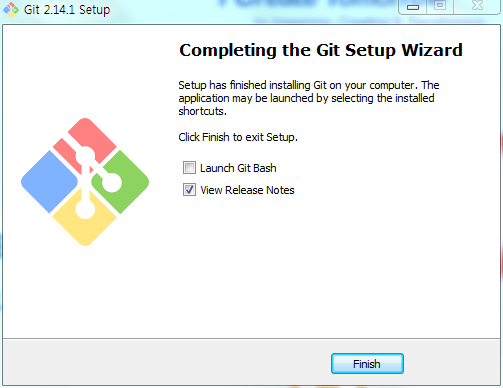 Git 2.14.1 Setup
Completing the Git Setup Wizard
Setup has finished installing Git on your computer. The
application may be launched by selecting the installed
shortcuts.
Click Finish to exit Setup.
Launch Git Bash
View Release Notes
Finish